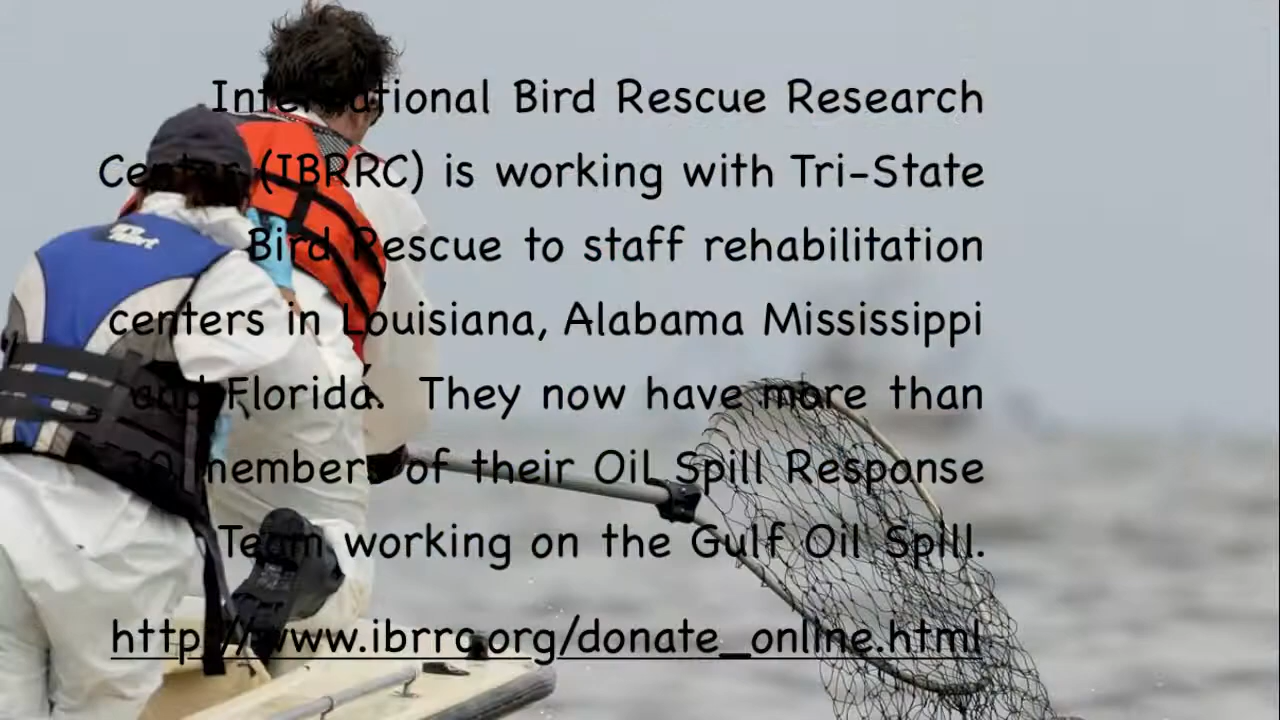 International Bird Rescue Research
Center (IBRRC) is working with Tri-State
Bird Rescue to staff rehabilitation
centers in Louisiana, Alabama Mississippi
and Florida.  They now have more than
30 members of their Oil Spill Response
Team working on the Gulf Oil Spill.
http://www.ibrrc.org/donate_online.html